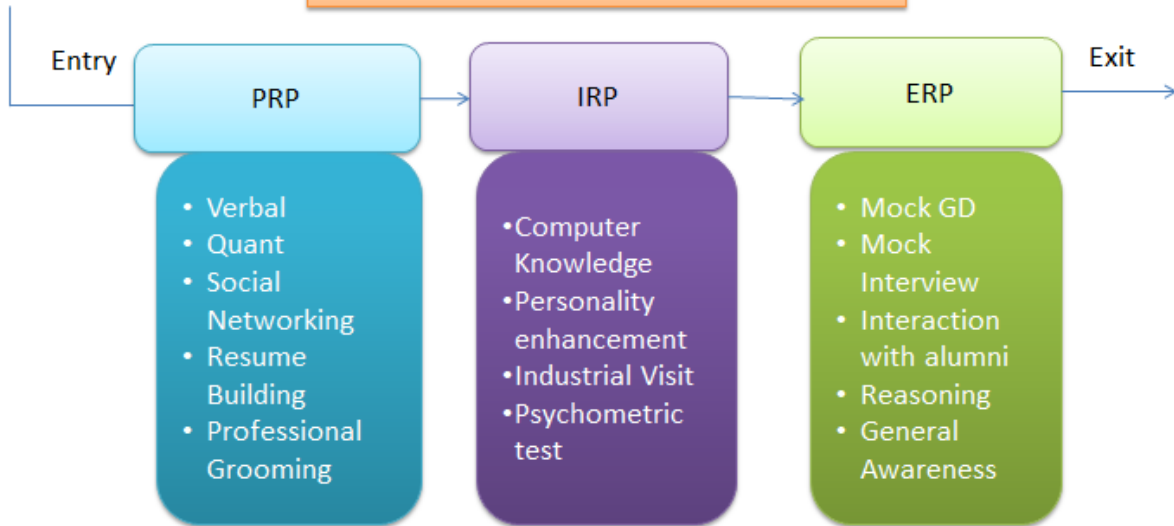 Entry
PRP
IRP
ERP
Exit
• Verbal
• Quant
• Social
Networking
• Resume
Building
• Professional
Grooming
•Computer
Knowledge
•Personality
enhancement
•Industrial Visit
•Psychometric
test
• Mock GD
• Mock
Interview
• Interaction
with alumni
• Reasoning
• General
Awareness